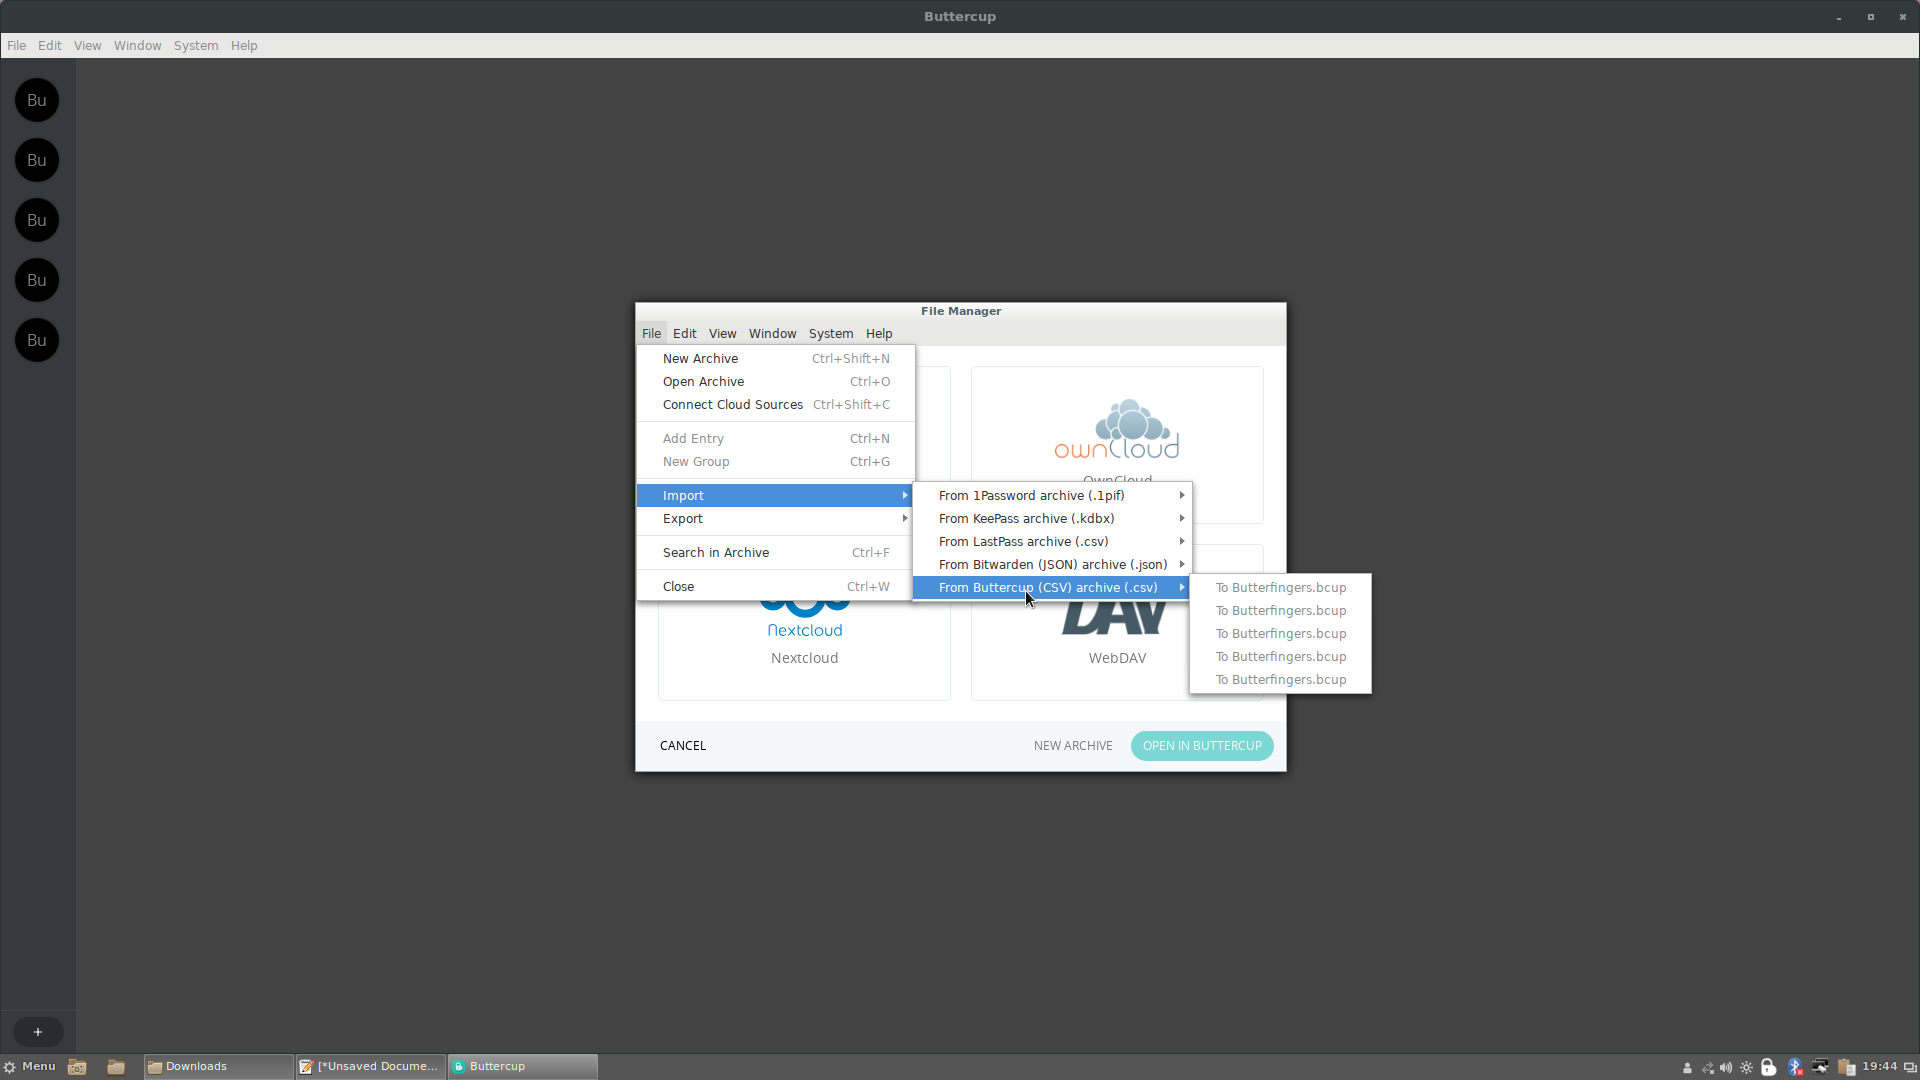 Buttercup
File Edit View Window System Help
Bu
Bu
Bu
Bu
Bu
File Manager
File Edit View Window System Help
New Archive Ctrl+Shift+N
Open Archive Ctrl+O
Connect Cloud Sources Ctrl+Shift+C
Add Entry Ctrl+N
New Group Ctrl+G
Import
Export
Search in Archive Ctrl+F
Close Ctrl+W
ownCloud
OwnCloud
From 1Password archive (.1pif)
From KeePass archive (.kdbx)
From LastPass archive (.csv)
From Bitwarden (JSON) archive (.json)
From Buttercup (CSV) archive (.csv)
To Butterfingers.bcup
To Butterfingers.bcup
To Butterfingers.bcup
To Butterfingers.bcup
To Butterfingers.bcup
Nextcloud
Nextcloud
DAV
WebDAV
CANCEL NEW ARCHIVE OPEN IN BUTTERCUP
+
Menu Downloads [*Unsaved Docume... Buttercup 19:44